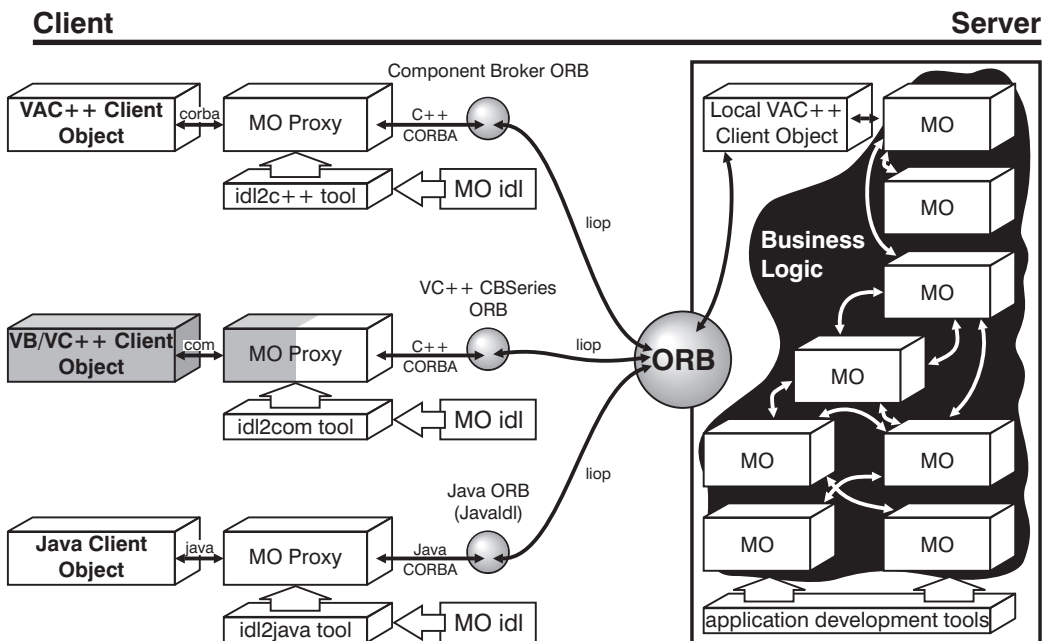 Client
Server
Component Broker ORB
VAC++ Client
Object
corba
MO Proxy
C++
CORBA
idl2c++ tool
MO idl
Iiop
Local VAC++
Client Object
MO
MO
Business
Logic
MO
VC++ CBSeries
ORB
VB/VC++ Client
Object
com
MO Proxy
C++
CORBA
idl2com tool
MO idl
Iiop
ORB
MO
MO
MO
Iiop
Java ORB
(JavaIdl)
Java Client
Object
java
MO Proxy
Java
CORBA
idl2java tool
MO idl
MO
MO
application development tools